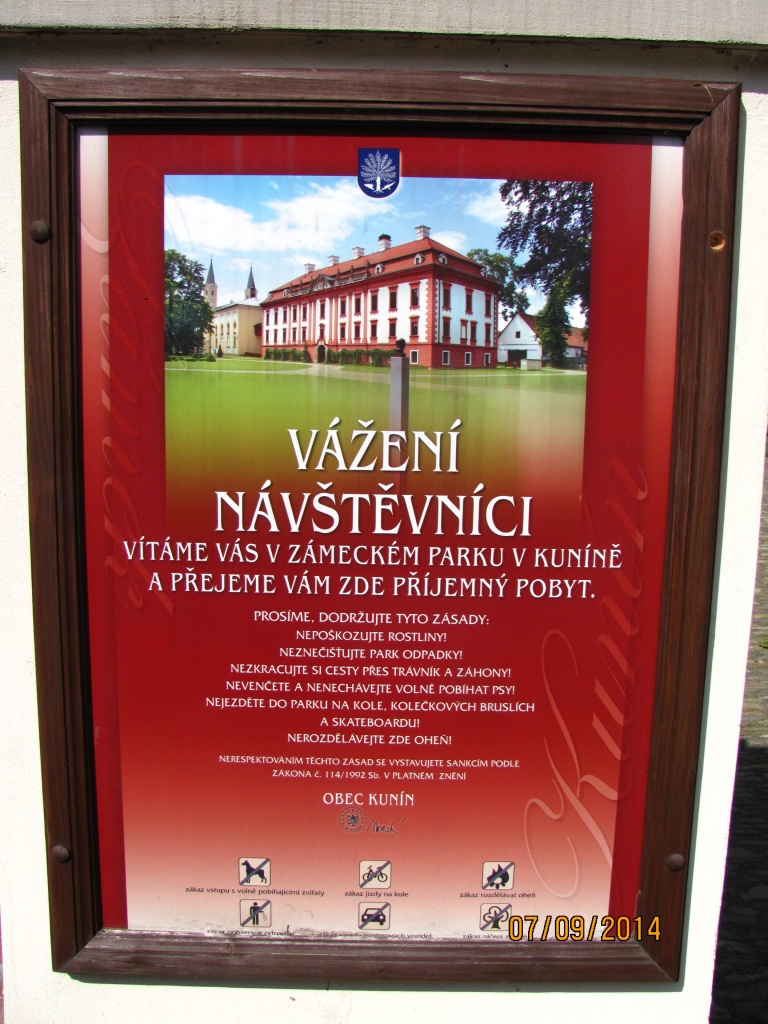 VÁŽENÍ
NÁVŠTĚVNÍCI
VÍTÁME VÁS V ZÁMECKÉM PARKU V KUNÍNĚ
A PŘEJEME VÁM ZDE PŘÍJEMNÝ POBYT.
PROSÍME, DODRŽUJTE TYTO ZÁSADY:
NEPOŠKOZUJTE ROSTLINY!
NEZNEČIŠŤUJTE PARK ODPADKY!
NEZKRACUJTE SI CESTY PŘES TRÁVNÍK A ZÁHONY!
NEVENČETE A NENECHÁVEJTE VOLNĚ POBÍHAT PSY!
NEJEZDĚTE DO PARKU NA KOLE, KOLEČKOVÝCH BRUSLÍCH
A SKATEBOARDU!
NEROZDĚLÁVEJTE ZDE OHEŇ!
NERESPEKTOVÁNÍM TĚCHTO ZÁSAD SE VYSTAVUJETE SANKCÍM PODLE
ZÁKONA č. 114/1992 Sb. V PLATNÉM ZNĚNÍ
OBEC KUNÍN
Kunín
Kunín
zákaz vstupu s volně pobíhajícími zvířaty
zákaz jízdy na kole
zákaz rozdělávat oheň
07/09/2014